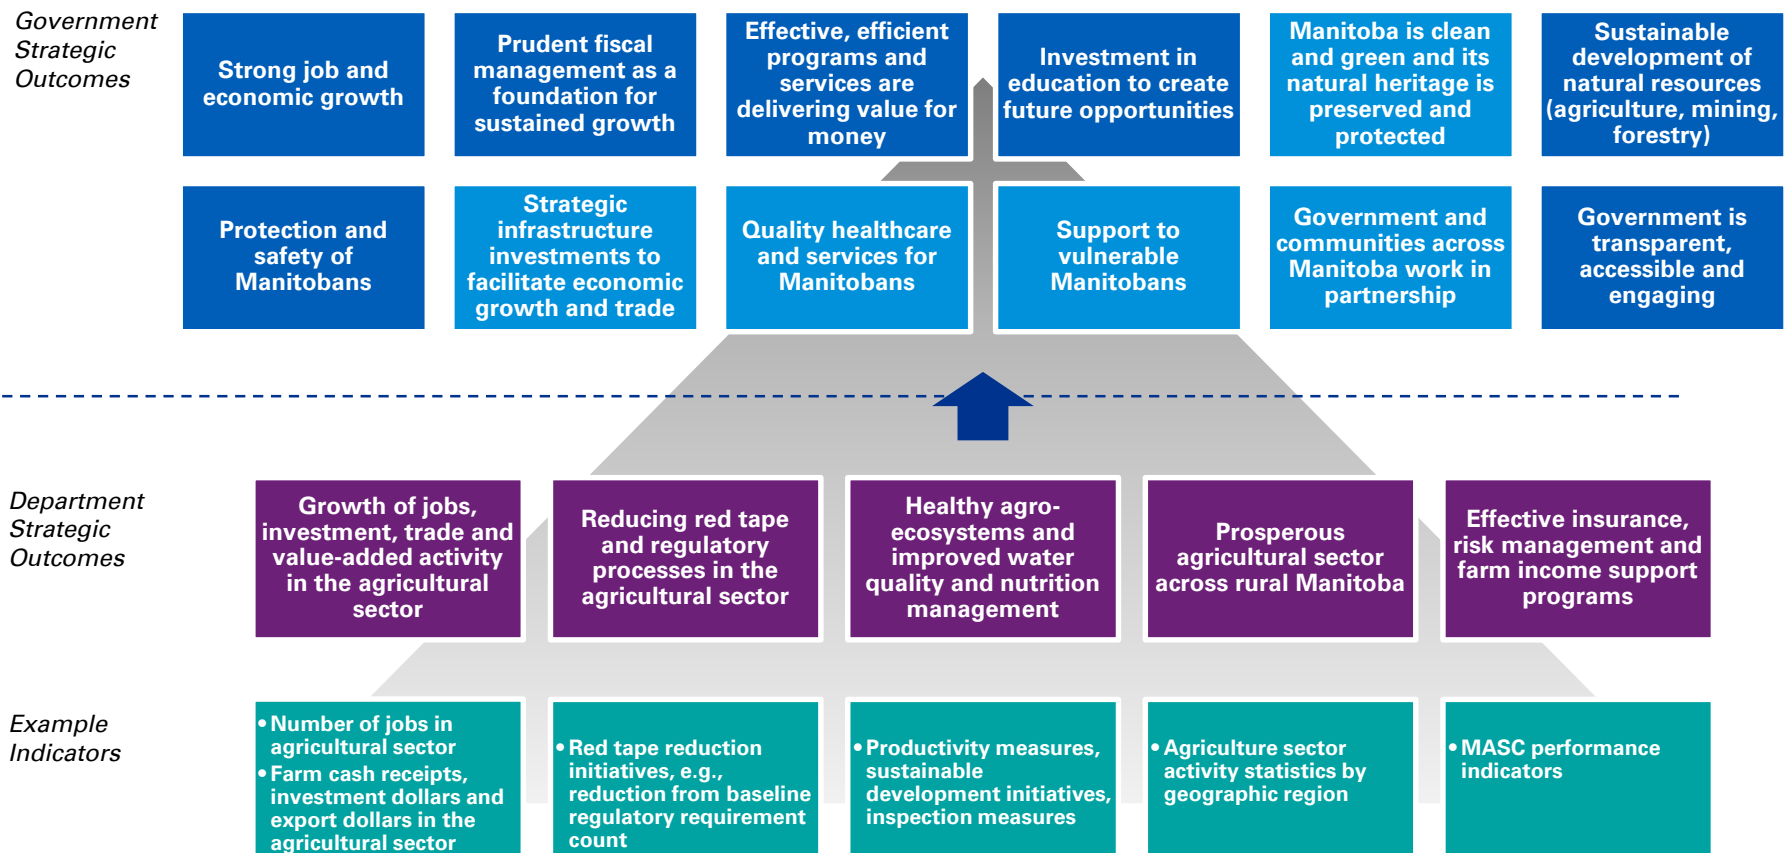 Government
Strategic
Outcomes
Strong job and
economic growth
Prudent fiscal
management as a
foundation for
sustained growth
Effective, efficient
programs and
services are
delivering value for
money
Investment in
education to create
future opportunities
Manitoba is clean
and green and its
natural heritage is
preserved and
protected
Sustainable
development of
natural resources
(agriculture, mining,
forestry)
Protection and
safety of
Manitobans
Strategic
infrastructure
investments to
facilitate economic
growth and trade
Quality healthcare
and services for
Manitobans
Support to
vulnerable
Manitobans
Government and
communities across
Manitoba work in
partnership
Government is
transparent,
accessible and
engaging
Department
Strategic
Outcomes
Growth of jobs,
investment, trade and
value-added activity
in the agricultural
sector
Reducing red tape
and regulatory
processes in the
agricultural sector
Healthy agro-
ecosystems and
improved water
quality and nutrition
management
Prosperous
agricultural sector
across rural Manitoba
Effective insurance,
risk management and
farm income support
programs
Example
Indicators
• Number of jobs in
agricultural sector
• Farm cash receipts,
investment dollars and
export dollars in the
agricultural sector
• Red tape reduction
initiatives, e.g.,
reduction from baseline
regulatory requirement
count
• Productivity measures,
sustainable
development initiatives,
inspection measures
• Agriculture sector
activity statistics by
geographic region
• MASC performance
indicators